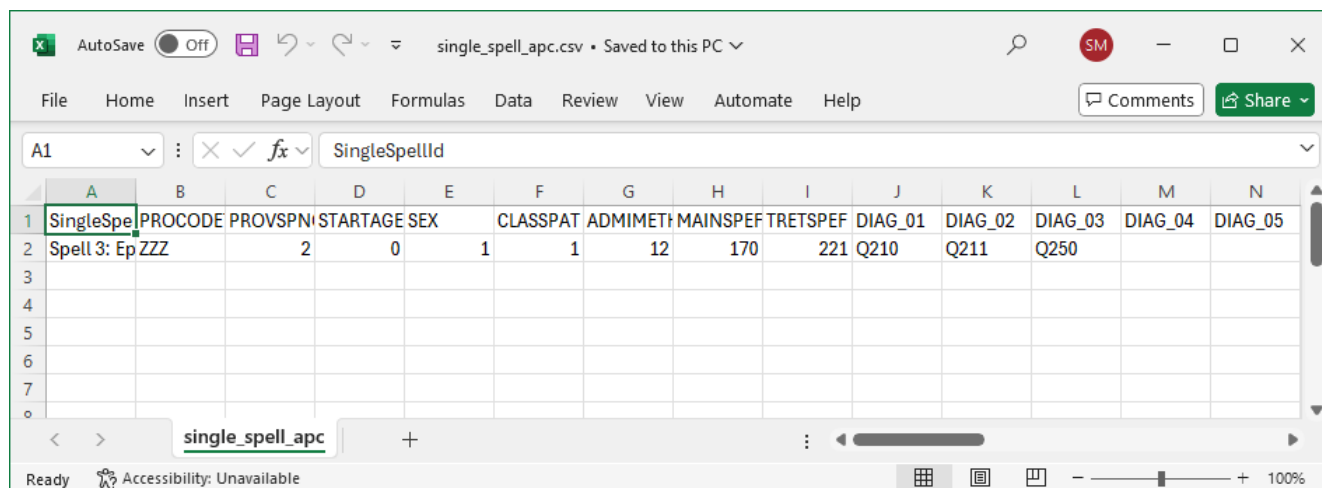 AutoSave Off single_spell_apc.csv • Saved to this PC SM
File Home Insert Page Layout Formulas Data Review View Automate Help Comments Share
A1 fx SingleSpellId
A B C D E F G H I J K L M N
1 SingleSpe PROCODE PROVSPN STARTAGE SEX CLASSPAT ADMIMETH MAINSPEF TRETSPEF DIAG_01 DIAG_02 DIAG_03 DIAG_04 DIAG_05
2 Spell 3: Ep ZZZ 2 0 1 1 12 170 221 Q210 Q211 Q250
3
4
5
6
7
8
single_spell_apc
Ready Accessibility: Unavailable 100%